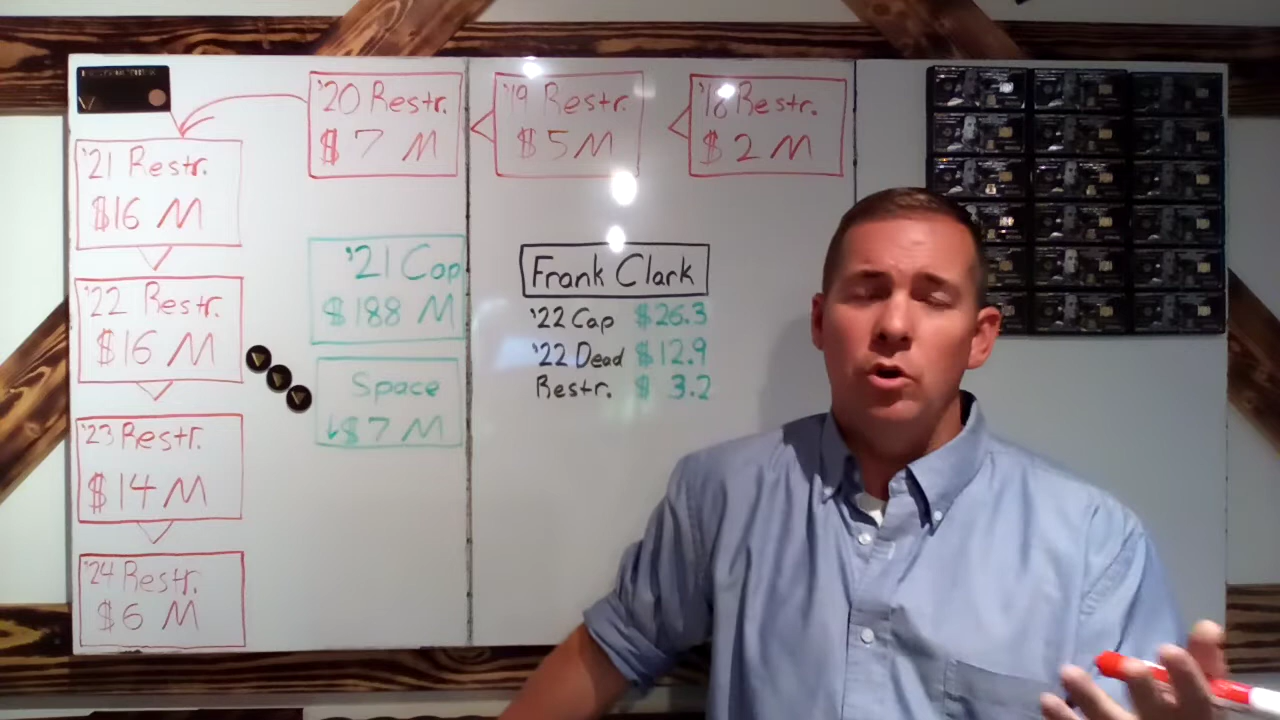 '20 Restr.
$ 7 M
'19 Restr.
$ 5 M
'18 Restr.
$ 2 M
'21 Restr.
$16 M
'22 Restr.
$16 M
'23 Restr.
$ 14 M
'24 Restr.
$ 6 M
'21 Cap
$ 188 M
Space
↓$ 7 M
Frank Clark
'22 Cap $26.3
'22 Dead $12.9
Restr. $ 3.2